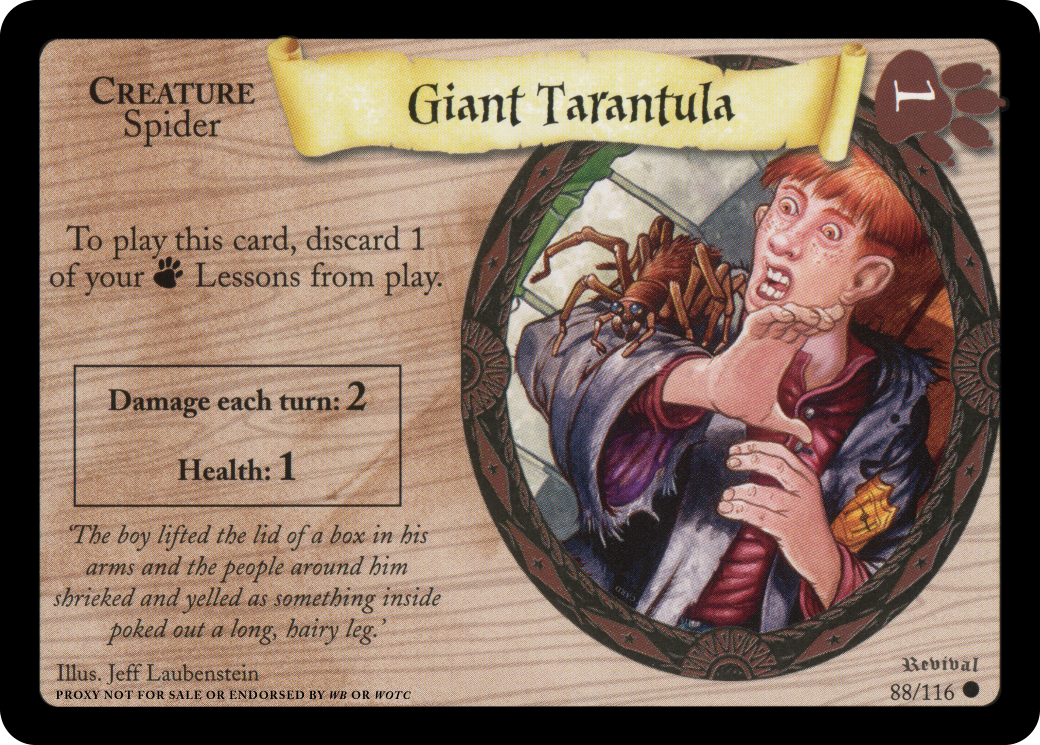 CREATURE
Spider
Giant Tarantula
1
To play this card, discard 1
of your Lessons from play.
Damage each turn: 2
Health: 1
'The boy lifted the lid of a box in his
arms and the people around him
shrieked and yelled as something inside
poked out a long, hairy leg.'
Illus. Jeff Laubenstein
PROXY NOT FOR SALE OR ENDORSED BY WB OR WOTC
Revival
88/116